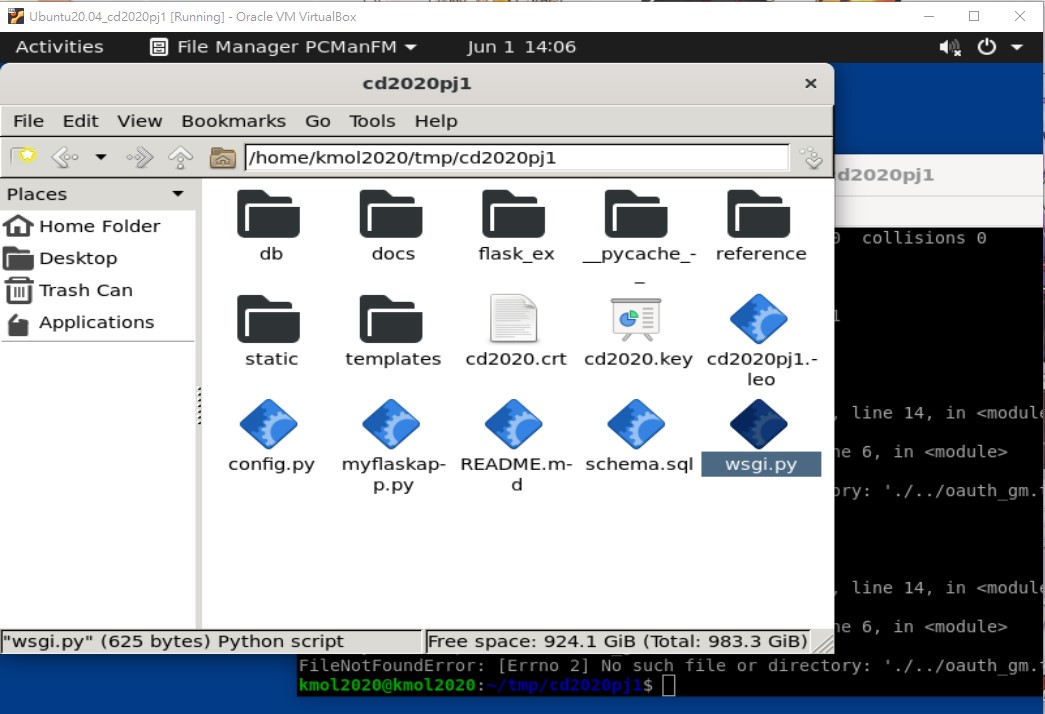 Ubuntu20.04_cd2020pj1 [Running] - Oracle VM VirtualBox
Activities File Manager PCManFM Jun 1 14:06
cd2020pj1
File Edit View Bookmarks Go Tools Help
/home/kmol2020/tmp/cd2020pj1
d2020pj1
Places
Home Folder
Desktop
Trash Can
Applications
db docs flask_ex __pycache_-
_
reference
static templates cd2020.crt cd2020.key cd2020pj1.-
leo
config.py myflaskap-
p.py
README.m-
d
schema.sql wsgi.py
0 collisions 0
1
, line 14, in <module
ne 6, in <module>
ory: './../oauth_gm.
, line 14, in <module
ne 6, in <module>
"wsgi.py" (625 bytes) Python script Free space: 924.1 GiB (Total: 983.3 GiB)
FileNotFoundError: [Errno 2] No such file or directory: './../oauth_gm.
kmol2020@kmol2020:~/tmp/cd2020pj1$